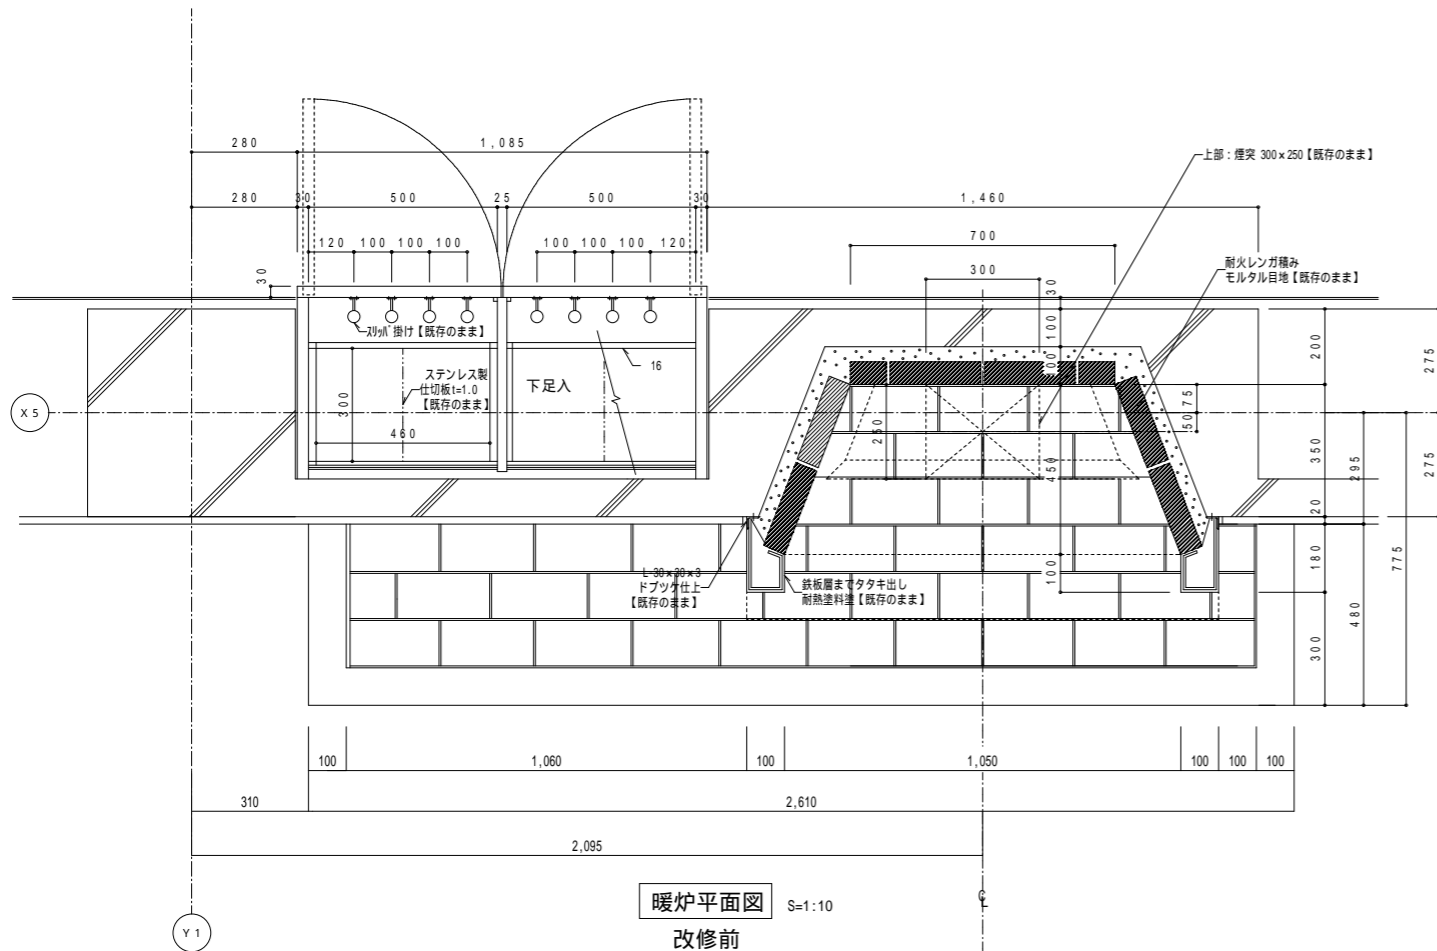 280
1,085
上部：煙突 300×250【既存のまま】
280
30
500
25
500
30
1,460
120
100
100
100
100
100
100
120
700
耐火レンガ積み
モルタル目地【既存のまま】
300
30
30
100
200
275
スリッパ掛け【既存のまま】
16
ステンレス製
仕切板t=1.0
【既存のまま】
下足入
300
460
X5
250
450
75
50
350
295
275
20
L-30×30×3
ドブヅケ仕上
【既存のまま】
鉄板層までタタキ出し
耐熱塗料塗【既存のまま】
100
180
775
480
300
100
1,060
100
1,050
100
100
100
310
2,610
2,095
暖炉平面図
S=1:10
改修前
Y1